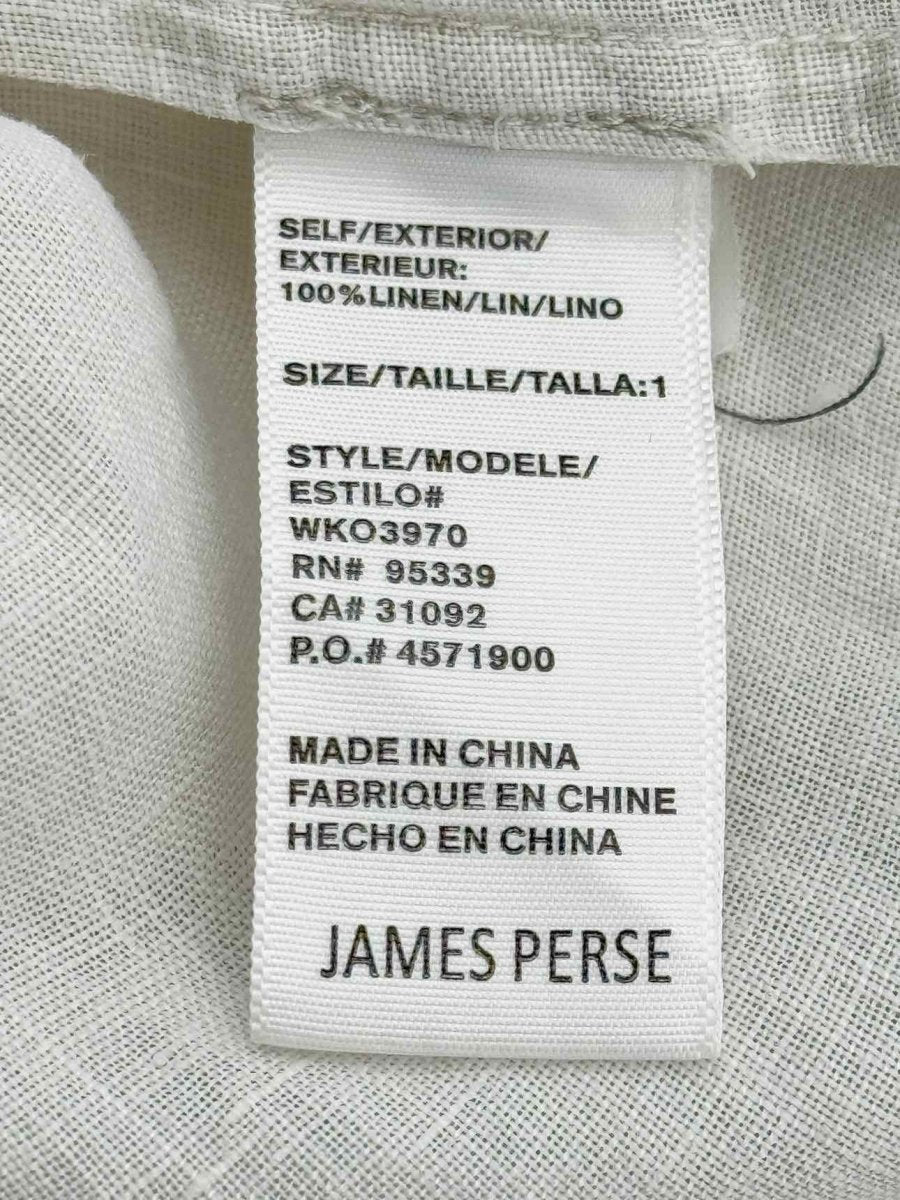 SELF/EXTERIOR/
EXTERIEUR:
100%LINEN/LIN/LINO
SIZE/TAILLE/TALLA:1
STYLE/MODELE/
ESTILO#
WKO3970
RN# 95339
CA# 31092
P.O.# 4571900
MADE IN CHINA
FABRIQUE EN CHINE
HECHO EN CHINA
JAMES PERSE